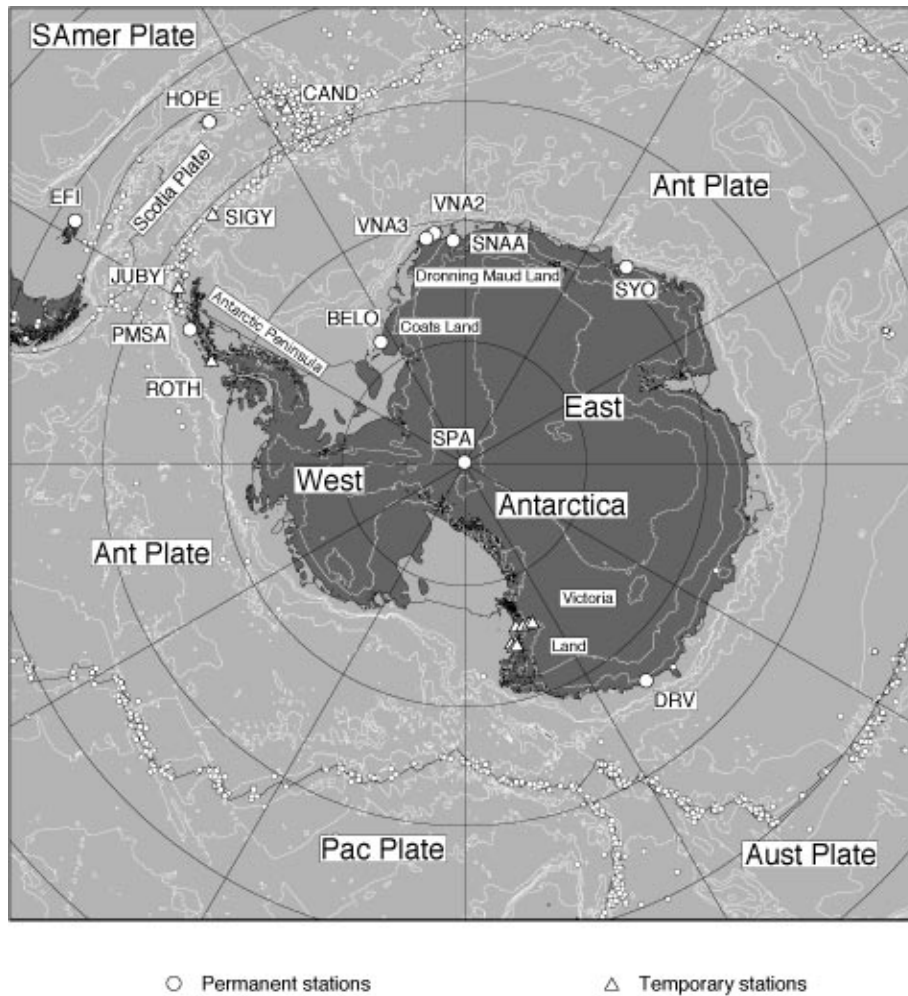 SAmer Plate
CAND
HOPE
Scotia Plate
EFI
SIGY
Ant Plate
VNA2
VNA3
SNAA
JUBY
Dronning Maud Land
SYO
Antarctic Peninsula
BELO
Coats Land
PMSA
ROTH
East
SPA
West
Antarctica
Ant Plate
Victoria
Land
DRV
Pac Plate
Aust Plate
Permanent stations
Temporary stations